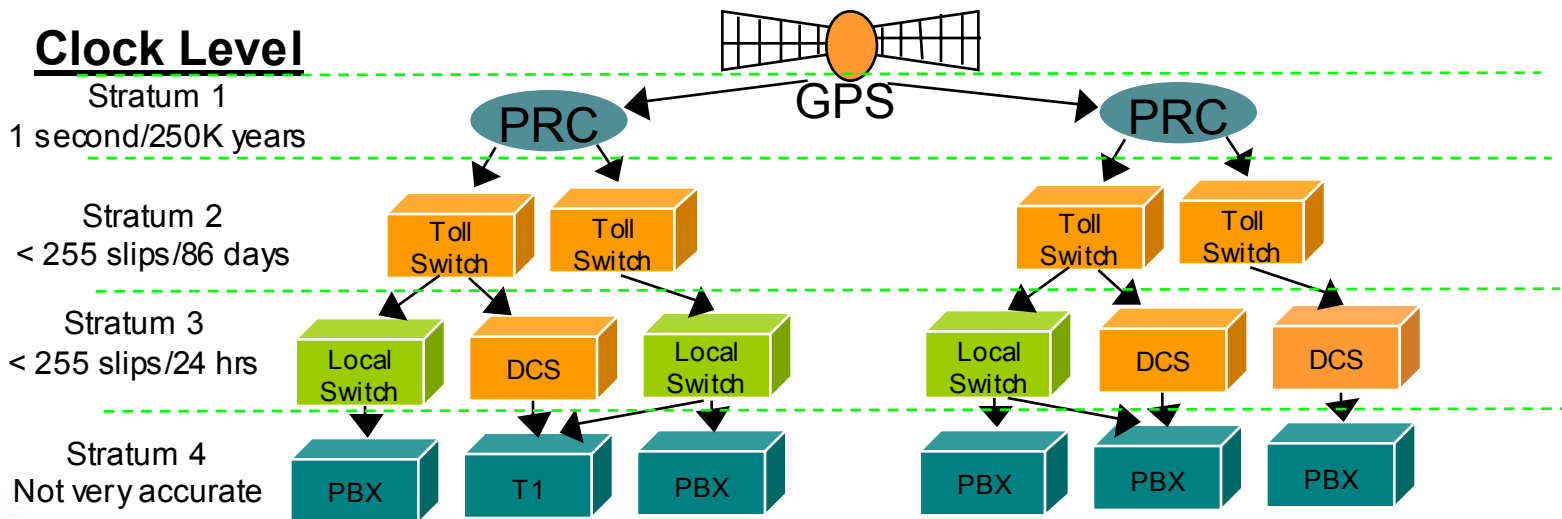 Clock Level
GPS
Stratum 1
1 second/250K years
PRC
PRC
Stratum 2
< 255 slips/86 days
Toll
Switch
Toll
Switch
Toll
Switch
Toll
Switch
Stratum 3
< 255 slips/24 hrs
Local
Switch
DCS
Local
Switch
Local
Switch
DCS
DCS
Stratum 4
Not very accurate
PBX
T1
PBX
PBX
PBX
PBX